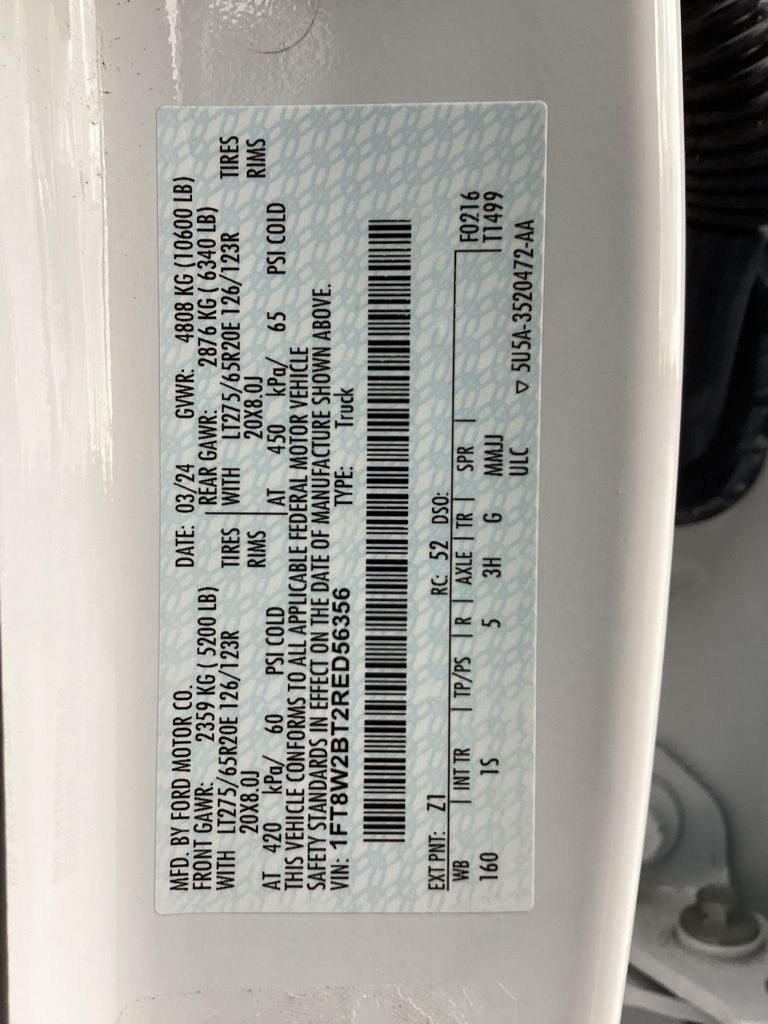 MFD. BY FORD MOTOR CO. DATE: 03/24 GVWR: 4808 KG (10600 LB)
FRONT GAWR: 2359 KG ( 5200 LB) REAR GAWR: 2876 KG ( 6340 LB)
WITH LT275/65R20E 126/123R TIRES WITH LT275/65R20E 126/123R TIRES
20X8.0J RIMS 20X8.0J RIMS
AT 420 kPa/ 60 PSI COLD AT 450 kPa/ 65 PSI COLD
THIS VEHICLE CONFORMS TO ALL APPLICABLE FEDERAL MOTOR VEHICLE
SAFETY STANDARDS IN EFFECT ON THE DATE OF MANUFACTURE SHOWN ABOVE.
VIN: 1FT8W2BT2RED56356 TYPE: Truck
EXT PNT: Z1 RC: 52 DSO: F0216
WB INT TR TP/PS R AXLE TR SPR T1499
160 1S 5 3H G MMJJ
ULC ▽ 5U5A-3520472-AA